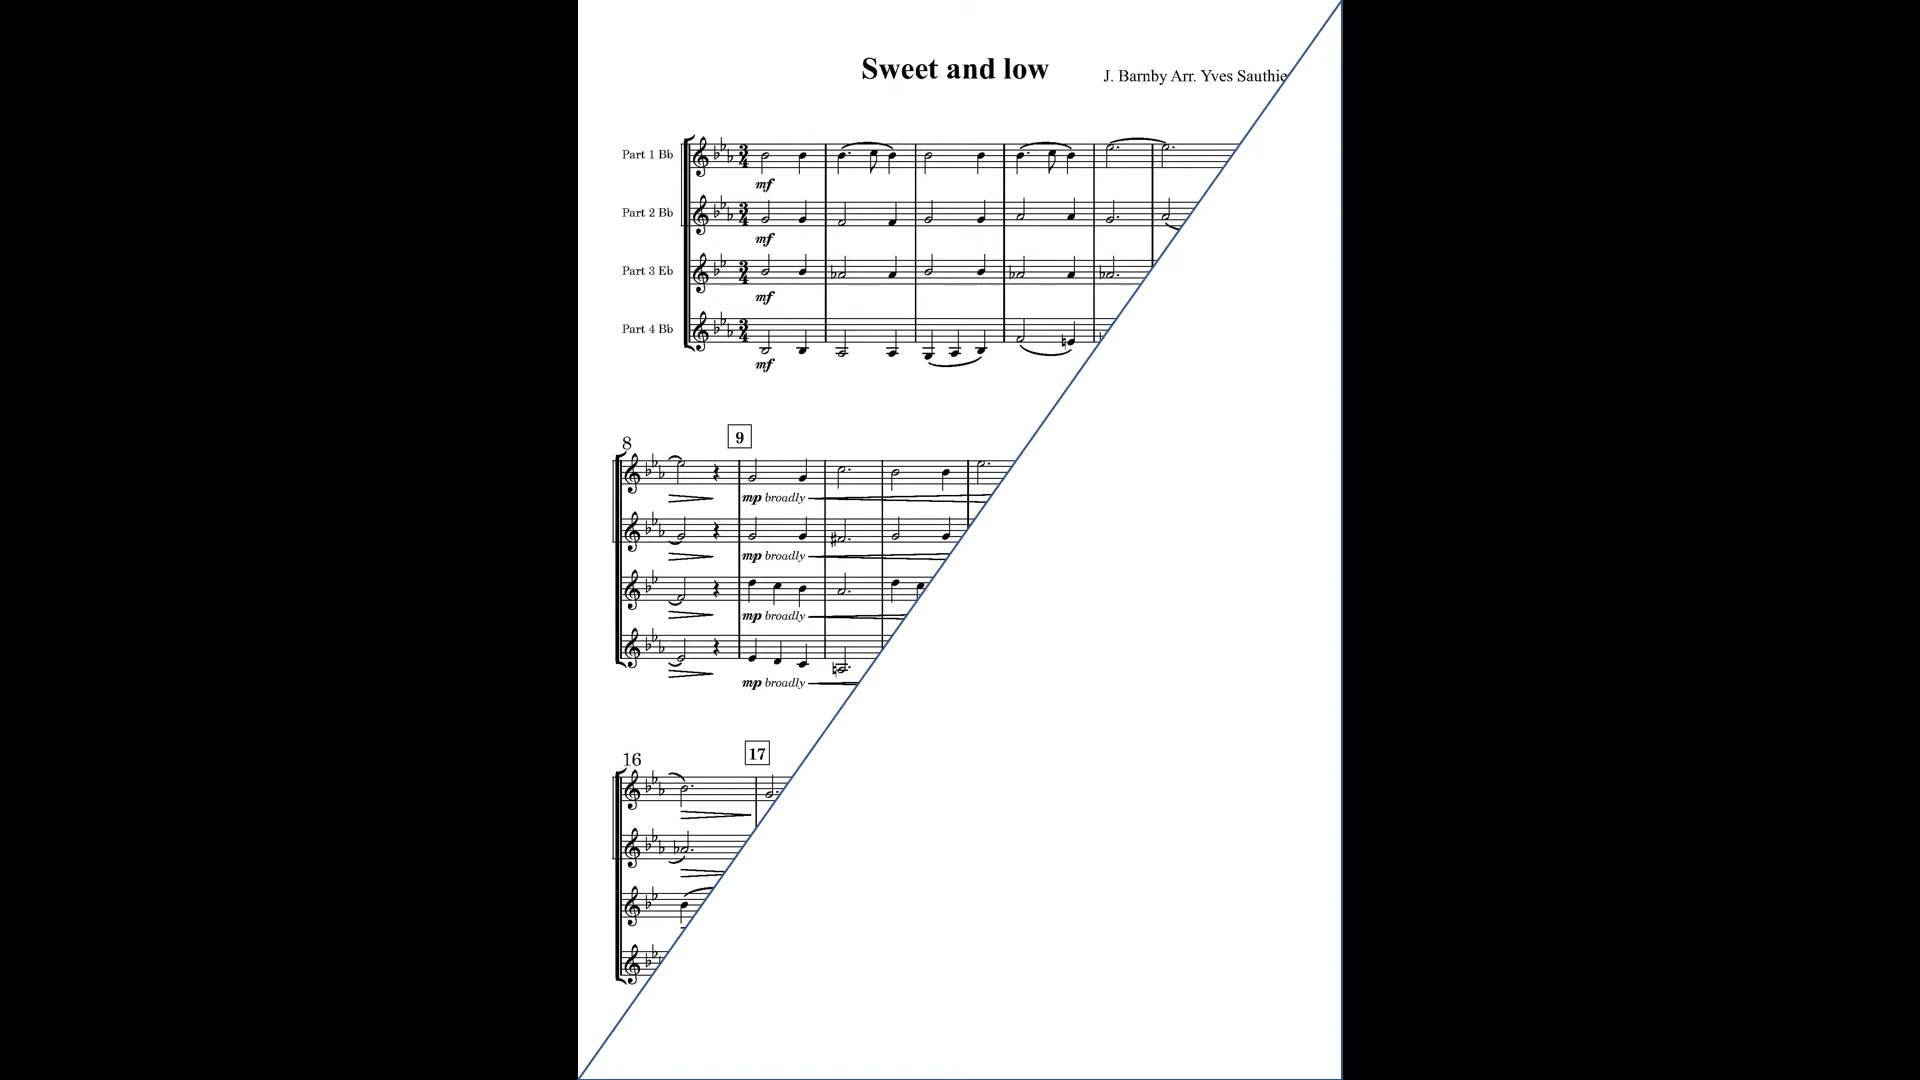 Sweet and low
J. Barnby Arr. Yves Sauthie
Part 1 Bb
mf
Part 2 Bb
mf
Part 3 Eb
mf
Part 4 Bb
mf
8
9
mp broadly
mp broadly
mp broadly
mp broadly
16
17